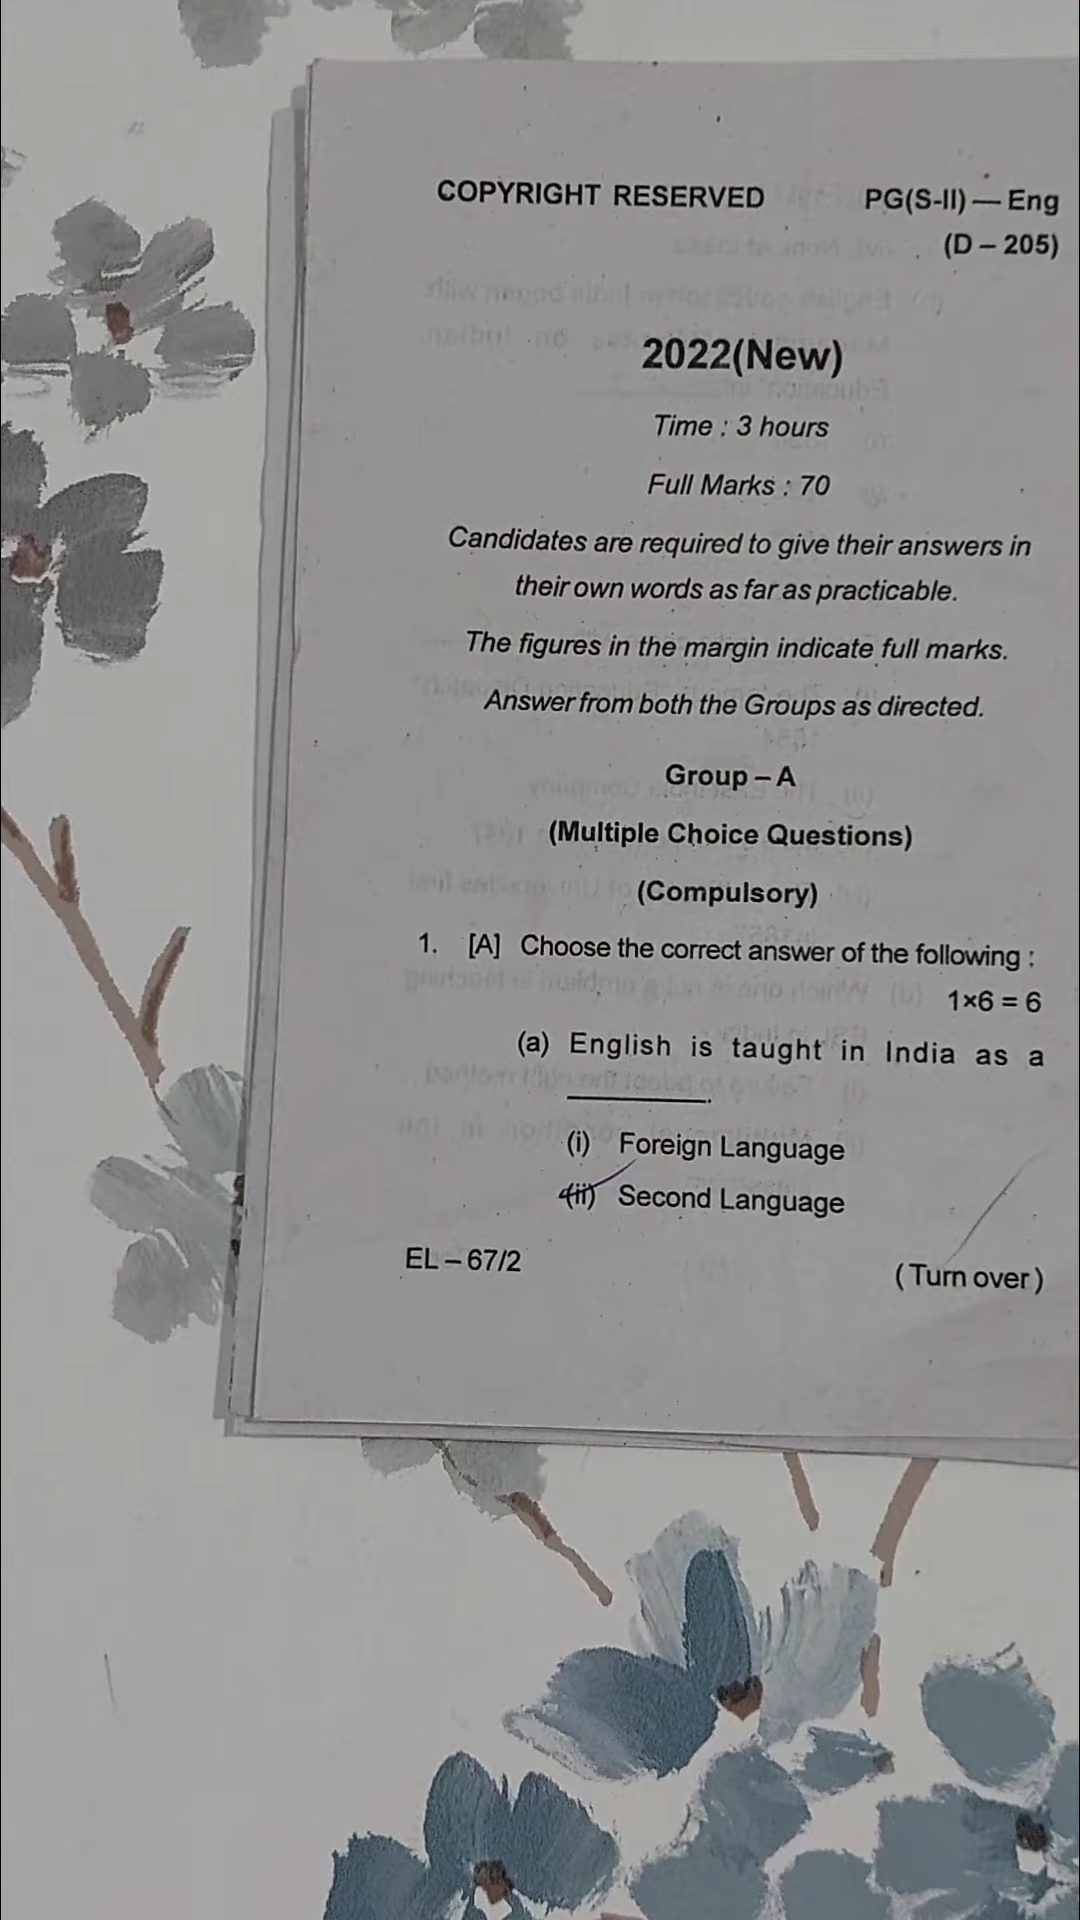 COPYRIGHT RESERVED PG(S-II) — Eng
(D – 205)
2022(New)
Time : 3 hours
Full Marks : 70
Candidates are required to give their answers in
their own words as far as practicable.
The figures in the margin indicate full marks.
Answer from both the Groups as directed.
Group – A
(Multiple Choice Questions)
(Compulsory)
1. [A] Choose the correct answer of the following :
1×6 = 6
(a) English is taught in India as a
________.
(i) Foreign Language
(ii) Second Language
EL – 67/2
(Turn over)